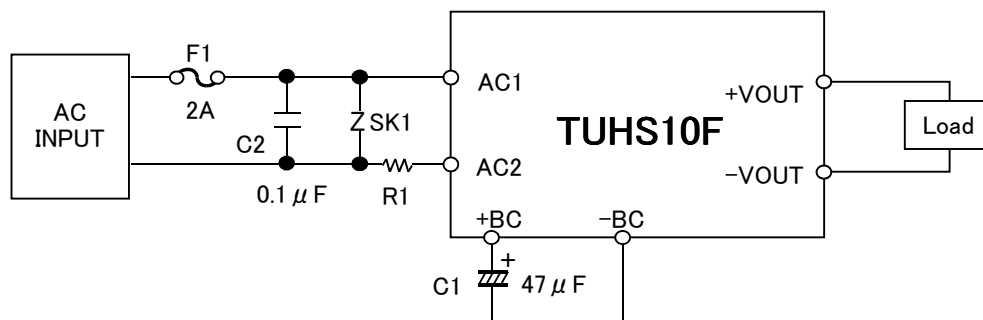 F1
2A
AC
INPUT
C2
0.1μF
SK1
R1
AC1
AC2
TUHS10F
+VOUT
−VOUT
Load
+BC
−BC
C1
+
47μF